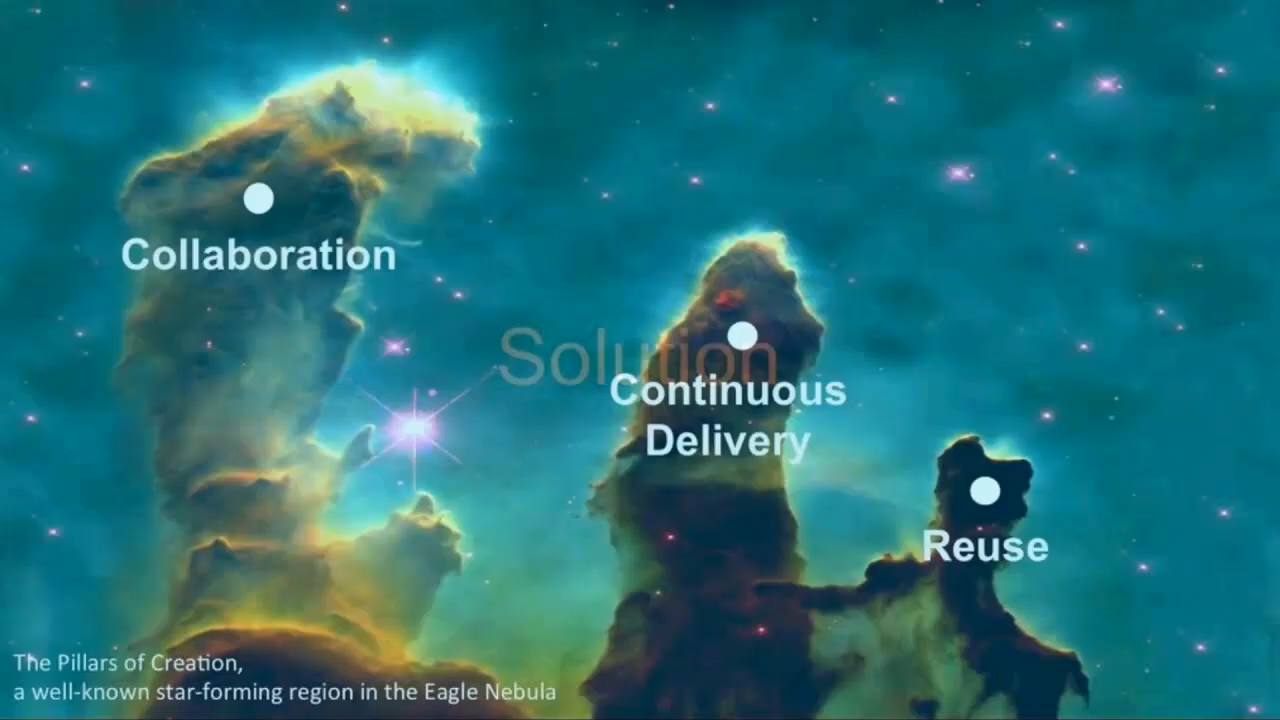 Collaboration
Solution
Continuous
Delivery
Reuse
The Pillars of Creation,
a well-known star-forming region in the Eagle Nebula